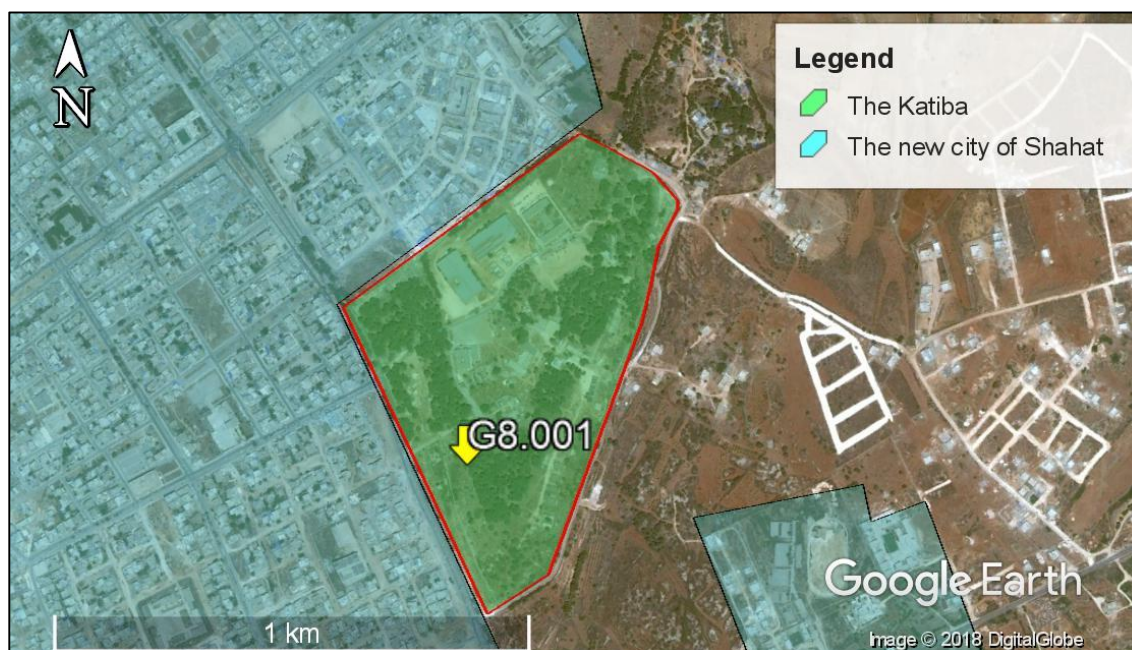 N
Legend
The Katiba
The new city of Shahat
G8.001
Google Earth
1 km
Image © 2018 DigitalGlobe